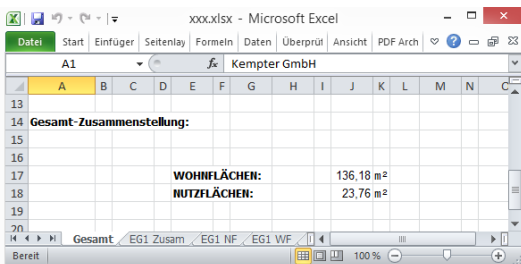 xxx.xlsx - Microsoft Excel
Datei Start Einfüger Seitenlay Formeln Daten Überprüf Ansicht PDF Arch
A1 fx Kempter GmbH
A B C D E F G H I J K L M N
13
14 Gesamt-Zusammenstellung:
15
16
17 WOHNFLÄCHEN: 136,18 m²
18 NUTZFLÄCHEN: 23,76 m²
19
20
Gesamt EG1 Zusam EG1 NF EG1 WF
Bereit 100 %